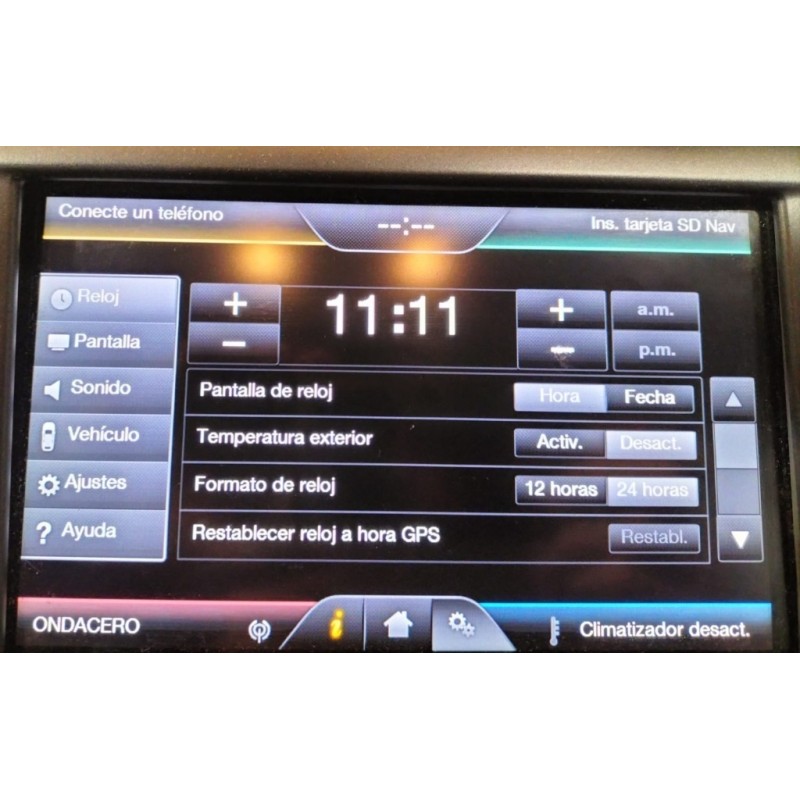 Conecte un teléfono
--:--
Ins. tarjeta SD Nav
Reloj
Pantalla
Sonido
Vehículo
Ajustes
? Ayuda
+ 11:11 + a.m.
- - p.m.
Pantalla de reloj Hora Fecha
Temperatura exterior Activ. Desact.
Formato de reloj 12 horas 24 horas
Restablecer reloj a hora GPS Restabl.
ONDACERO
i
Climatizador desact.